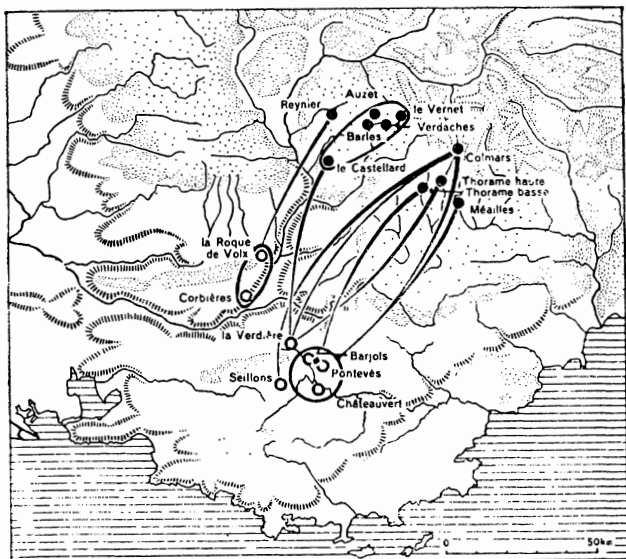 Auzet
Reynier
le Vernet
Barles
Verdaches
Colmars
le Castellard
Thorame haute
Thorame basse
Méailles
la Roque
de Volx
Corbières
la Verdière
Barjols
Pontevès
Seillons
Châteauvert
0 50km